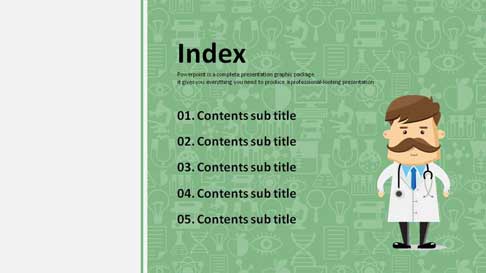 Index
Powerpoint is a complete presentation graphic package
it gives you everything you need to produce a professional-looking presentation
01. Contents sub title
02. Contents sub title
03. Contents sub title
04. Contents sub title
05. Contents sub title